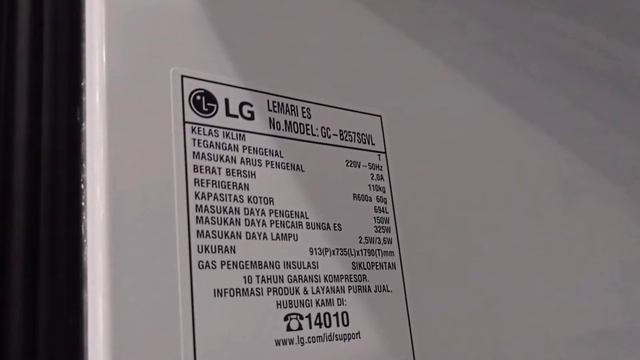 LG LEMARI ES
No.MODEL: GC-B257SGVL
KELAS IKLIM T
TEGANGAN PENGENAL 220V~50Hz
MASUKAN ARUS PENGENAL 2,0A
BERAT BERSIH 110kg
REFRIGERAN R600a 60g
KAPASITAS KOTOR 694L
MASUKAN DAYA PENGENAL 150W
MASUKAN DAYA PENCAIR BUNGA ES 325W
MASUKAN DAYA LAMPU 2,5W/3,6W
UKURAN 913(P)x735(L)x1790(T)mm
GAS PENGEMBANG INSULASI SIKLOPENTAN
10 TAHUN GARANSI KOMPRESOR.
INFORMASI PRODUK & LAYANAN PURNA JUAL,
HUBUNGI KAMI DI:
☎14010
www.lg.com/id/support